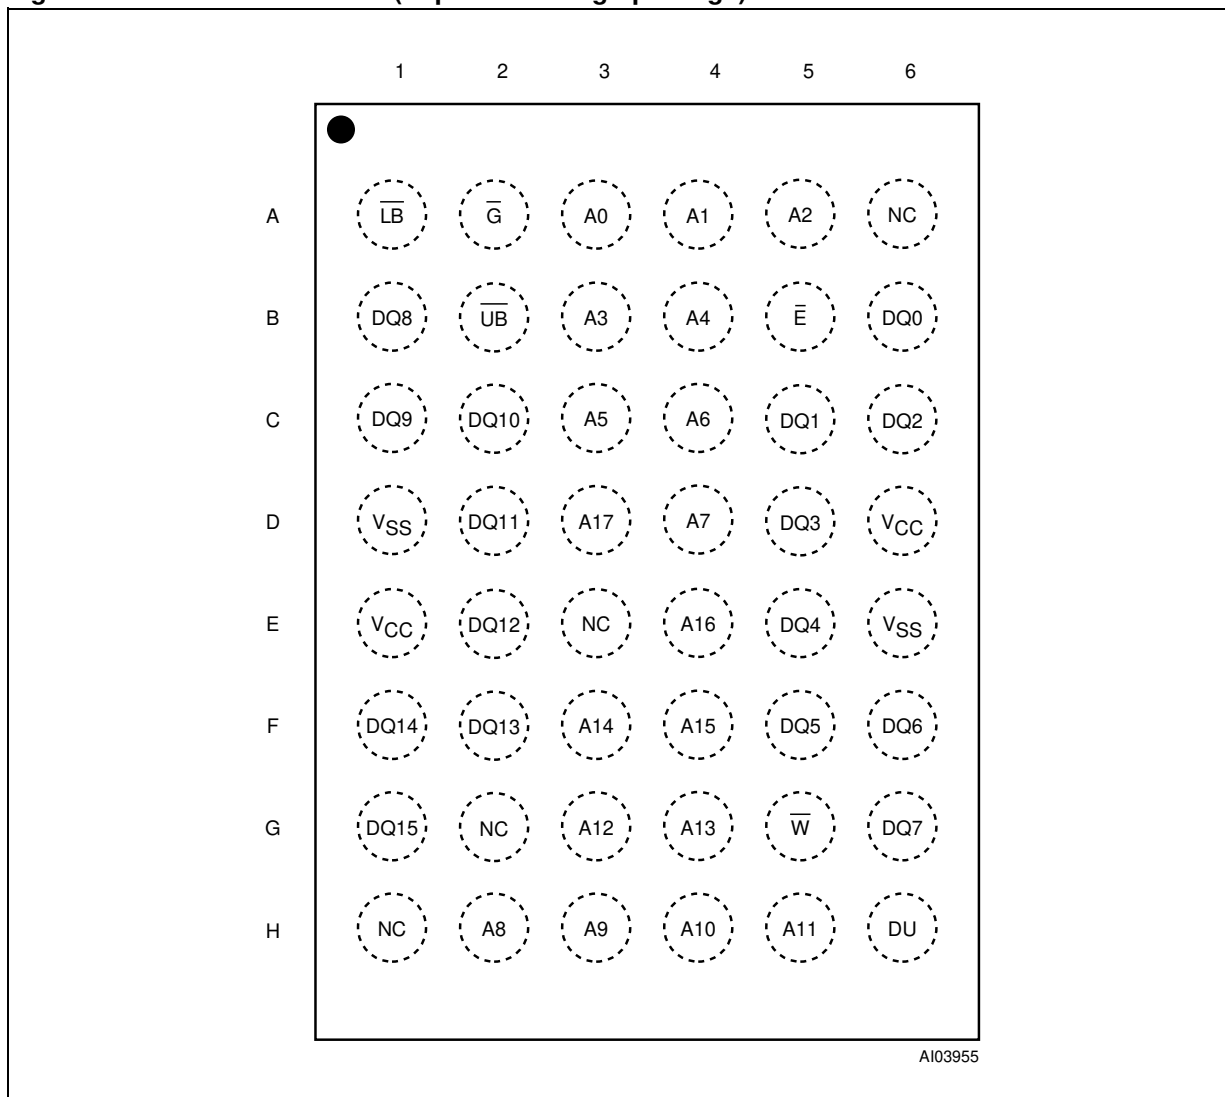 1 2 3 4 5 6
A L̅B̅ G̅ A0 A1 A2 NC
B DQ8 U̅B̅ A3 A4 E̅ DQ0
C DQ9 DQ10 A5 A6 DQ1 DQ2
D VSS DQ11 A17 A7 DQ3 VCC
E VCC DQ12 NC A16 DQ4 VSS
F DQ14 DQ13 A14 A15 DQ5 DQ6
G DQ15 NC A12 A13 W̅ DQ7
H NC A8 A9 A10 A11 DU
AI03955